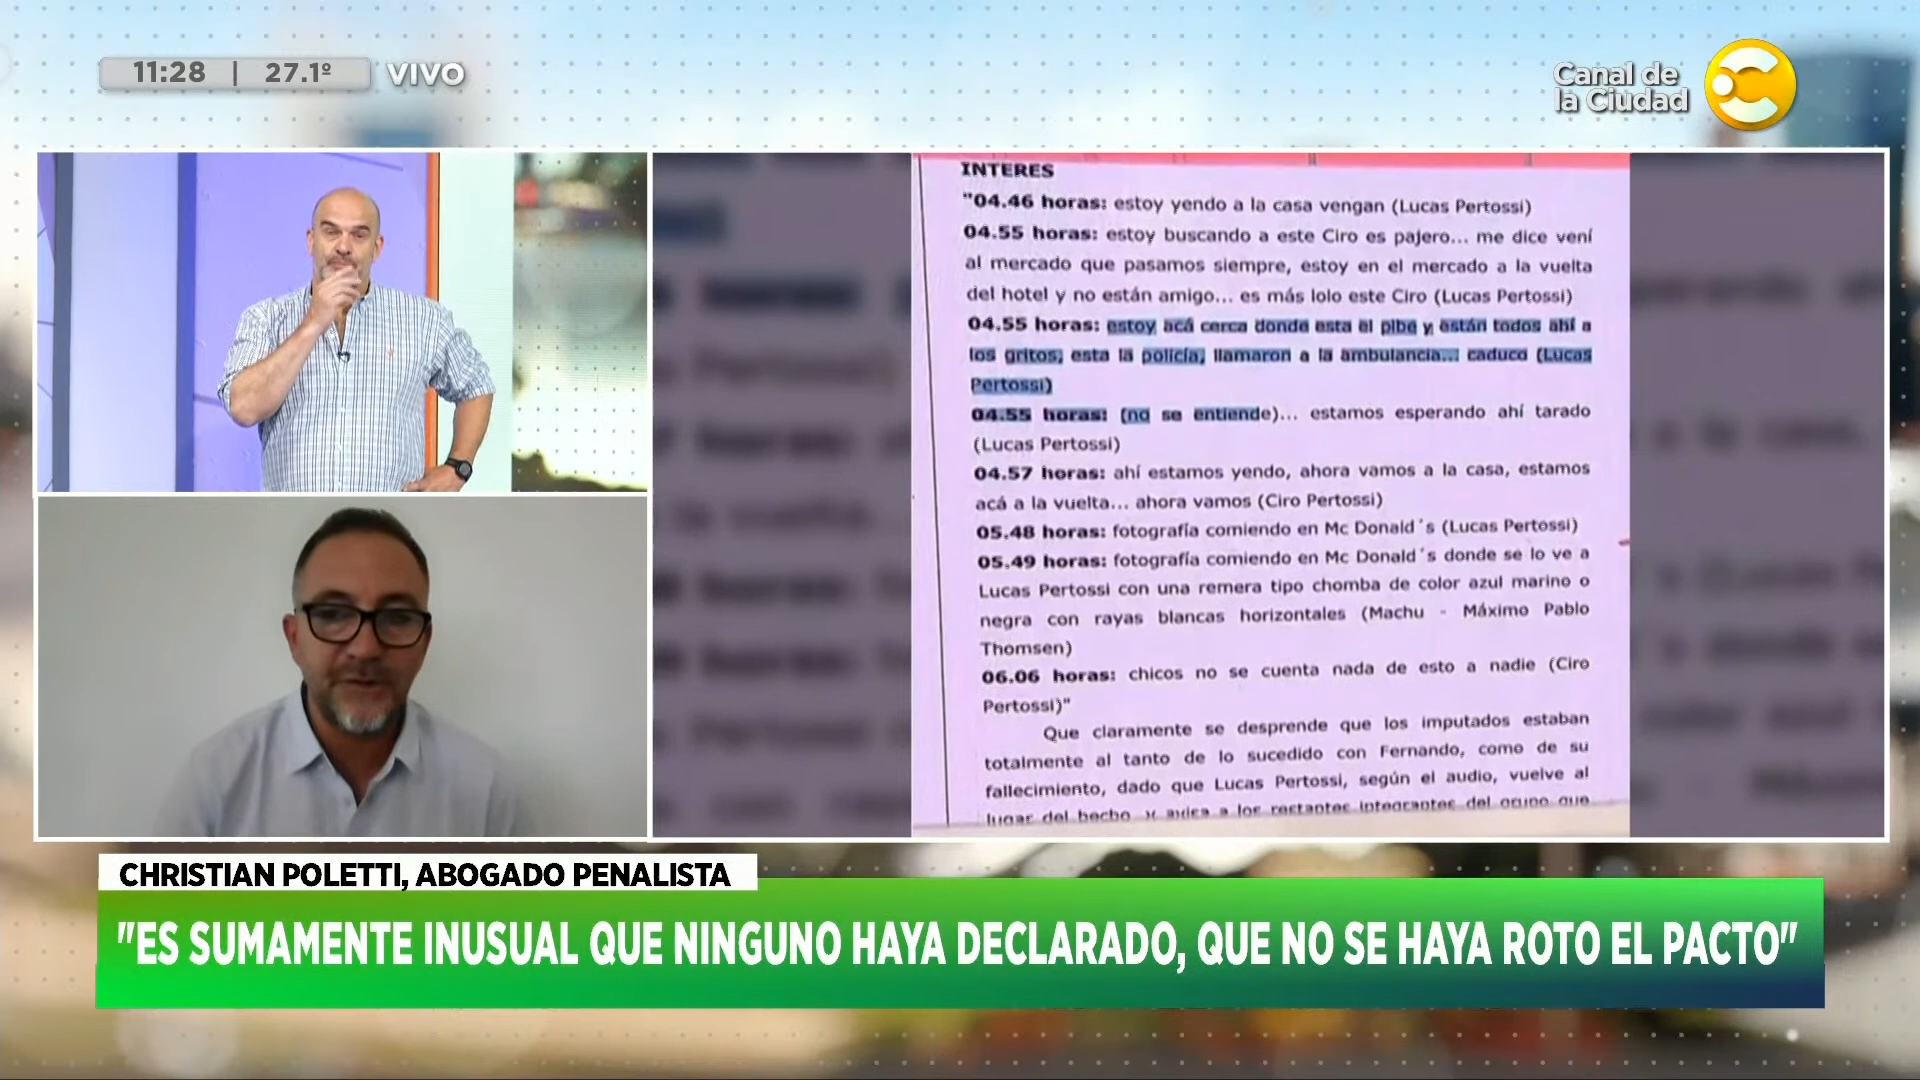 11:28 | 27.1º VIVO
Canal de
la Ciudad
INTERES
"04.46 horas: estoy yendo a la casa vengan (Lucas Pertossi)
04.55 horas: estoy buscando a este Ciro es pajero... me dice vení
al mercado que pasamos siempre, estoy en el mercado a la vuelta
del hotel y no están amigo... es más lolo este Ciro (Lucas Pertossi)
04.55 horas: estoy acá cerca donde esta el pibe y están todos ahí a
los gritos, esta la policía, llamaron a la ambulancia... caduco (Lucas
Pertossi)
04.55 horas: (no se entiende)... estamos esperando ahí tarado
(Lucas Pertossi)
04.57 horas: ahí estamos yendo, ahora vamos a la casa, estamos
acá a la vuelta... ahora vamos (Ciro Pertossi)
05.48 horas: fotografía comiendo en Mc Donald´s (Lucas Pertossi)
05.49 horas: fotografía comiendo en Mc Donald´s donde se lo ve a
Lucas Pertossi con una remera tipo chomba de color azul marino o
negra con rayas blancas horizontales (Machu - Máximo Pablo
Thomsen)
06.06 horas: chicos no se cuenta nada de esto a nadie (Ciro
Pertossi)"
Que claramente se desprende que los imputados estaban
totalmente al tanto de lo sucedido con Fernando, como de su
fallecimiento, dado que Lucas Pertossi, según el audio, vuelve al
lugar del hecho y avisa a los restantes integrantes del grupo que
CHRISTIAN POLETTI, ABOGADO PENALISTA
"ES SUMAMENTE INUSUAL QUE NINGUNO HAYA DECLARADO, QUE NO SE HAYA ROTO EL PACTO"